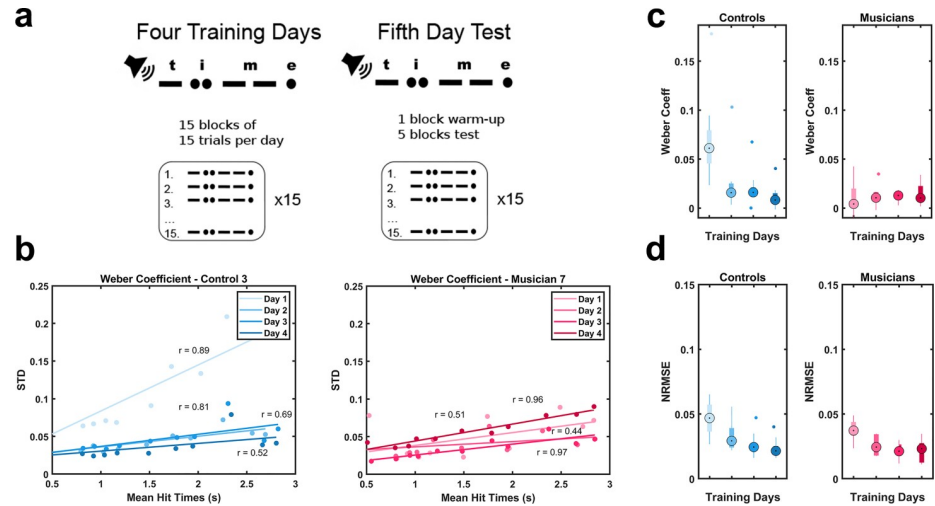 a
Four Training Days
t i m e
15 blocks of
15 trials per day
1.
2.
3.
...
15.
x15
Fifth Day Test
t i m e
1 block warm-up
5 blocks test
1.
2.
3.
...
15.
x15
b
Weber Coefficient - Control 3
STD
0.25
0.2
0.15
0.1
0.05
0
0.5 1 1.5 2 2.5 3
Mean Hit Times (s)
Day 1
Day 2
Day 3
Day 4
r = 0.89
r = 0.81
r = 0.69
r = 0.52
Weber Coefficient - Musician 7
STD
0.25
0.2
0.15
0.1
0.05
0
0.5 1 1.5 2 2.5 3
Mean Hit Times (s)
Day 1
Day 2
Day 3
Day 4
r = 0.96
r = 0.51
r = 0.44
r = 0.97
c
Controls
Weber Coeff
0.15
0.1
0.05
0
Training Days
Musicians
Weber Coeff
0.15
0.1
0.05
0
Training Days
d
Controls
NRMSE
0.15
0.1
0.05
0
Training Days
Musicians
NRMSE
0.15
0.1
0.05
0
Training Days